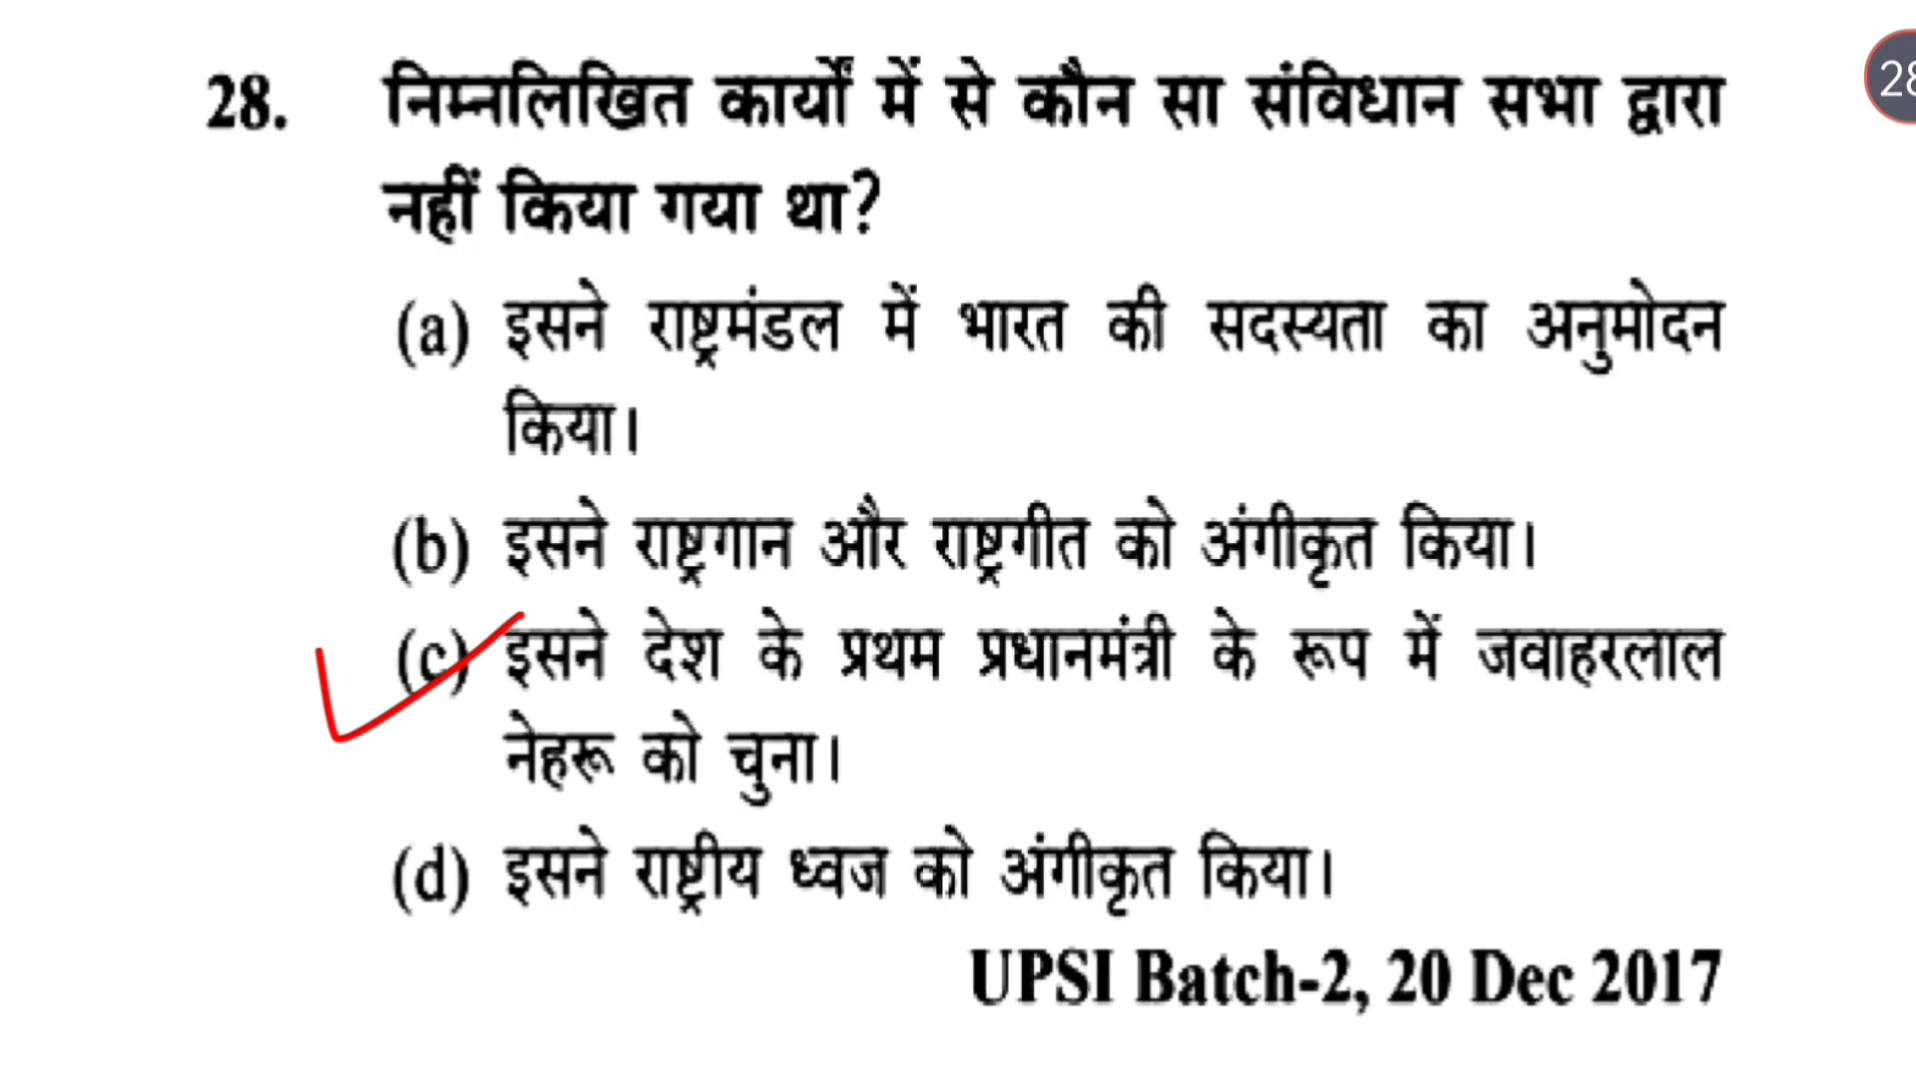 28. निम्नलिखित कार्यों में से कौन सा संविधान सभा द्वारा
नहीं किया गया था?
(a) इसने राष्ट्रमंडल में भारत की सदस्यता का अनुमोदन
किया।
(b) इसने राष्ट्रगान और राष्ट्रगीत को अंगीकृत किया।
(c) इसने देश के प्रथम प्रधानमंत्री के रूप में जवाहरलाल
नेहरू को चुना।
(d) इसने राष्ट्रीय ध्वज को अंगीकृत किया।
UPSI Batch-2, 20 Dec 2017
28